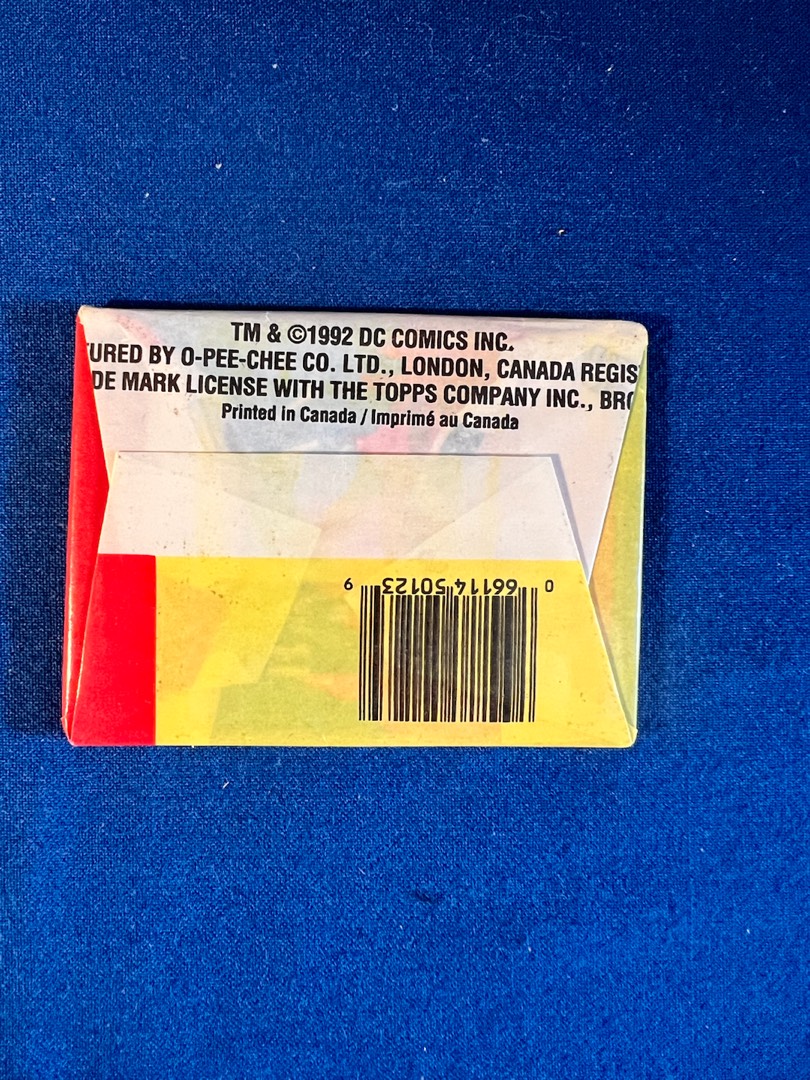 TM & ©1992 DC COMICS INC.
TURED BY O-PEE-CHEE CO. LTD., LONDON, CANADA REGIS
DE MARK LICENSE WITH THE TOPPS COMPANY INC., BRO
Printed in Canada / Imprimé au Canada
0 66114 50123 9